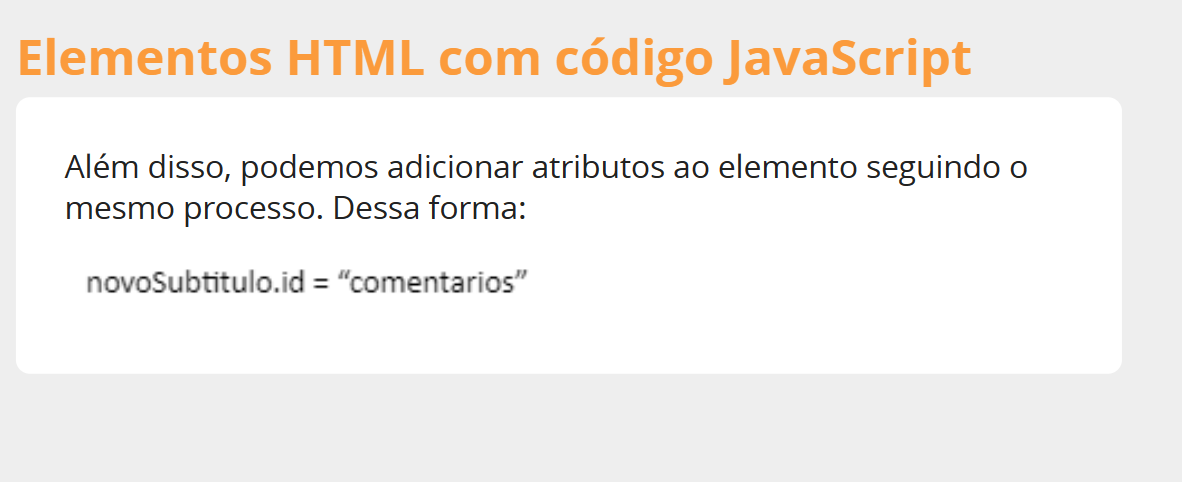 Elementos HTML com código JavaScript
Além disso, podemos adicionar atributos ao elemento seguindo o
mesmo processo. Dessa forma:
novoSubtitulo.id = “comentarios”